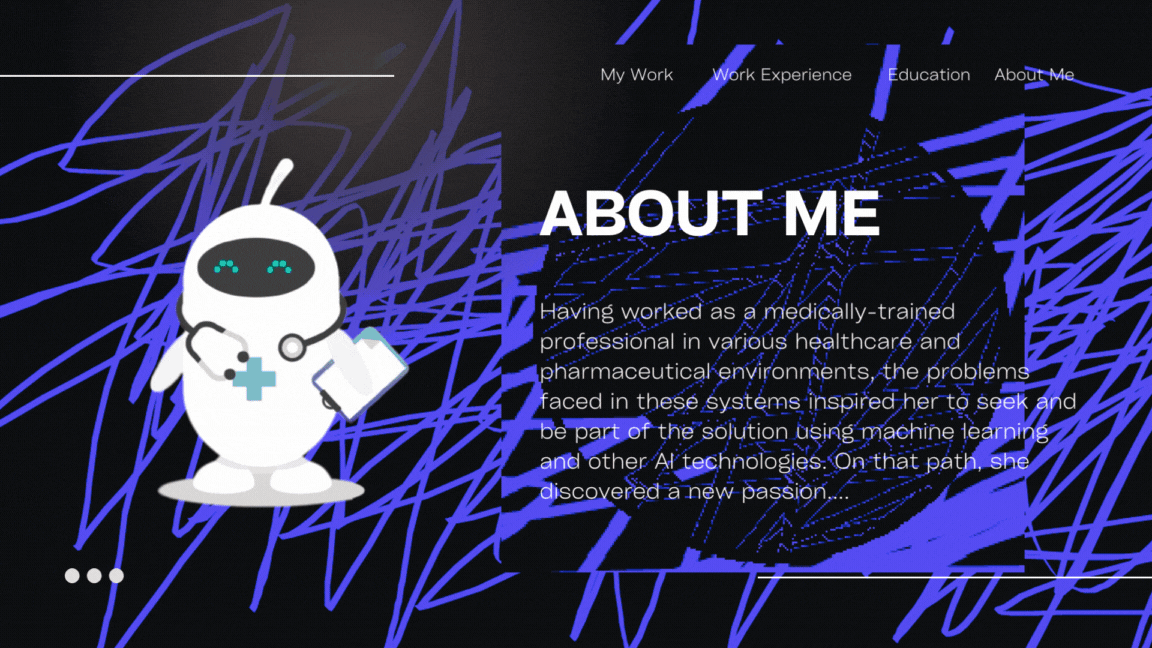 My Work Work Experience Education About Me
ABOUT ME
Having worked as a medically-trained
professional in various healthcare and
pharmaceutical environments, the problems
faced in these systems inspired her to seek and
be part of the solution using machine learning
and other AI technologies. On that path, she
discovered a new passion....